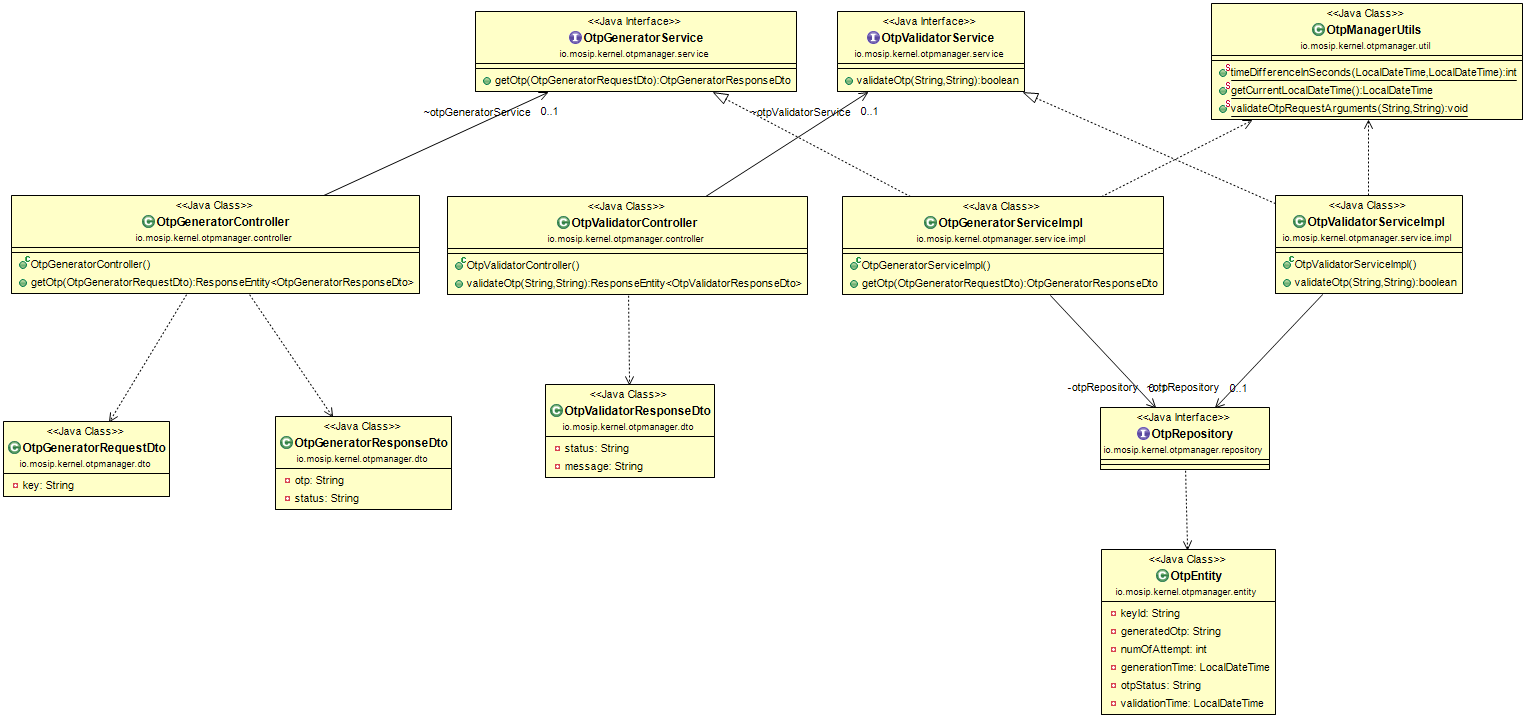 <<Java Interface>>
OtpGeneratorService
io.mosip.kernel.otpmanager.service
getOtp(OtpGeneratorRequestDto):OtpGeneratorResponseDto
<<Java Interface>>
OtpValidatorService
io.mosip.kernel.otpmanager.service
validateOtp(String,String):boolean
<<Java Class>>
OtpManagerUtils
io.mosip.kernel.otpmanager.util
timeDifferenceInSeconds(LocalDateTime,LocalDateTime):int
getCurrentLocalDateTime():LocalDateTime
validateOtpRequestArguments(String,String):void
~otpGeneratorService
0..1
~otpValidatorService
0..1
<<Java Class>>
OtpGeneratorController
io.mosip.kernel.otpmanager.controller
OtpGeneratorController()
getOtp(OtpGeneratorRequestDto):ResponseEntity<OtpGeneratorResponseDto>
<<Java Class>>
OtpValidatorController
io.mosip.kernel.otpmanager.controller
OtpValidatorController()
validateOtp(String,String):ResponseEntity<OtpValidatorResponseDto>
<<Java Class>>
OtpGeneratorServiceImpl
io.mosip.kernel.otpmanager.service.impl
OtpGeneratorServiceImpl()
getOtp(OtpGeneratorRequestDto):OtpGeneratorResponseDto
<<Java Class>>
OtpValidatorServiceImpl
io.mosip.kernel.otpmanager.service.impl
OtpValidatorServiceImpl()
validateOtp(String,String):boolean
-otpRepository
0..1
~otpRepository
0..1
<<Java Class>>
OtpGeneratorRequestDto
io.mosip.kernel.otpmanager.dto
key: String
<<Java Class>>
OtpGeneratorResponseDto
io.mosip.kernel.otpmanager.dto
otp: String
status: String
<<Java Class>>
OtpValidatorResponseDto
io.mosip.kernel.otpmanager.dto
status: String
message: String
<<Java Interface>>
OtpRepository
io.mosip.kernel.otpmanager.repository
<<Java Class>>
OtpEntity
io.mosip.kernel.otpmanager.entity
keyId: String
generatedOtp: String
numOfAttempt: int
generationTime: LocalDateTime
otpStatus: String
validationTime: LocalDateTime